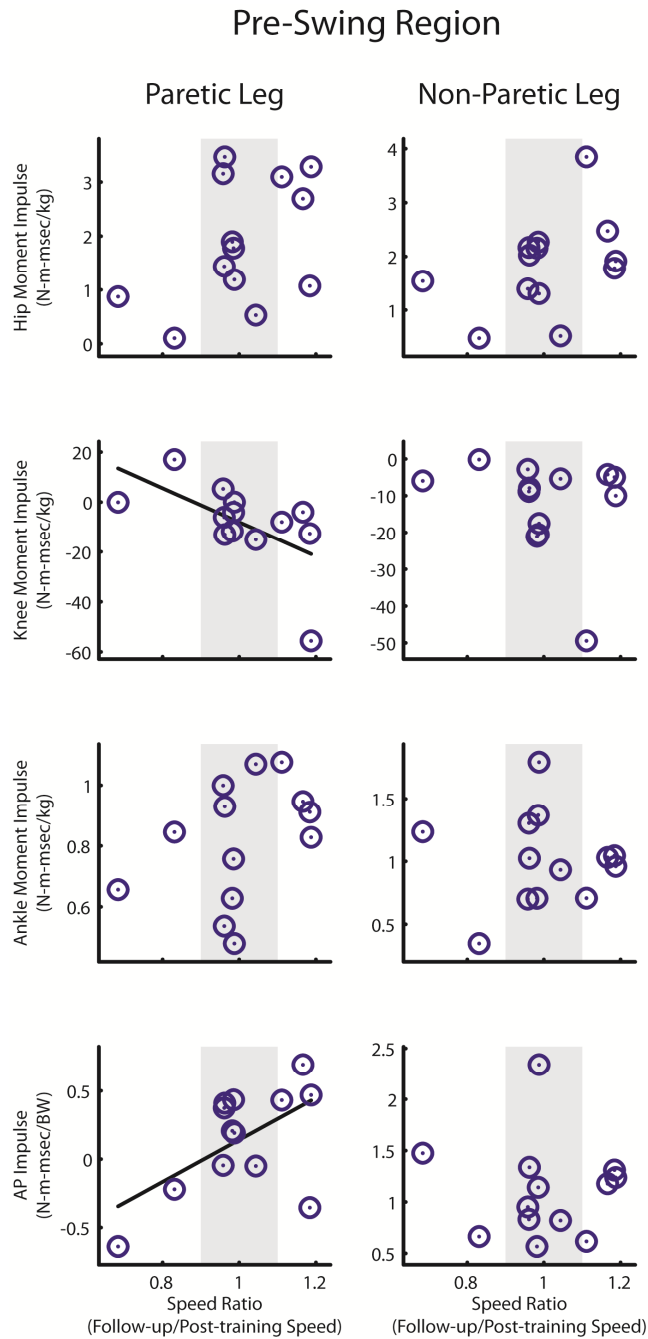 Pre-Swing Region
Paretic Leg
Non-Paretic Leg
Hip Moment Impulse
(N-m-msec/kg)
3
2
1
0
4
3
2
1
Knee Moment Impulse
(N-m-msec/kg)
20
0
-20
-40
-60
0
-10
-20
-30
-40
-50
Ankle Moment Impulse
(N-m-msec/kg)
1
0.8
0.6
1.5
1
0.5
AP Impulse
(N-m-msec/BW)
0.5
0
-0.5
2.5
2
1.5
1
0.5
0.8
1
1.2
0.8
1
1.2
Speed Ratio
(Follow-up/Post-training Speed)
Speed Ratio
(Follow-up/Post-training Speed)